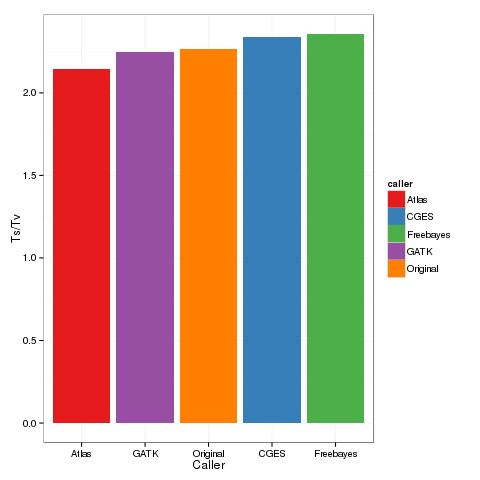 Ts/Tv
2.0
1.5
1.0
0.5
0.0
Atlas GATK Original CGES Freebayes
Caller
caller
Atlas
CGES
Freebayes
GATK
Original